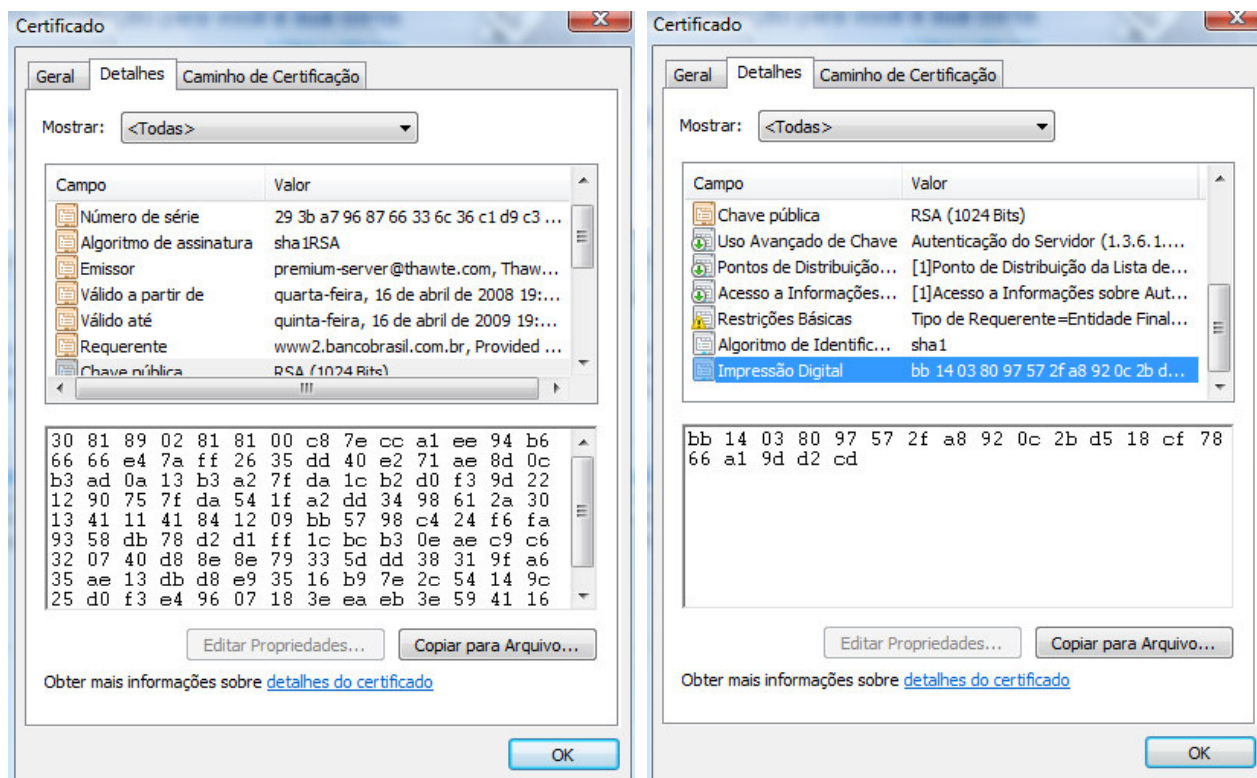 Certificado
Geral Detalhes Caminho de Certificação
Mostrar: <Todas>
Campo Valor
Número de série 29 3b a7 96 87 66 33 6c 36 c1 d9 c3 ...
Algoritmo de assinatura sha1RSA
Emissor premium-server@thawte.com, Thaw...
Válido a partir de quarta-feira, 16 de abril de 2008 19:...
Válido até quinta-feira, 16 de abril de 2009 19:...
Requerente www2.bancobrasil.com.br, Provided ...
Chave pública RSA (1024 Bits)
30 81 89 02 81 81 00 c8 7e cc a1 ee 94 b6
66 66 e4 7a ff 26 35 dd 40 e2 71 ae 8d 0c
b3 ad 0a 13 b3 a2 7f da 1c b2 d0 f3 9d 22
12 90 75 7f da 54 1f a2 dd 34 98 61 2a 30
13 41 11 41 84 12 09 bb 57 98 c4 24 f6 fa
93 58 db 78 d2 d1 ff 1c bc b3 0e ae c9 c6
32 07 40 d8 8e 8e 79 33 5d dd 38 31 9f a6
35 ae 13 db d8 e9 35 16 b9 7e 2c 54 14 9c
25 d0 f3 e4 96 07 18 3e ea eb 3e 59 41 16
Editar Propriedades... Copiar para Arquivo...
Obter mais informações sobre detalhes do certificado
OK
Certificado
Geral Detalhes Caminho de Certificação
Mostrar: <Todas>
Campo Valor
Chave pública RSA (1024 Bits)
Uso Avançado de Chave Autenticação do Servidor (1.3.6.1....
Pontos de Distribuição... [1]Ponto de Distribuição da Lista de...
Acesso a Informações... [1]Acesso a Informações sobre Aut...
Restrições Básicas Tipo de Requerente=Entidade Final...
Algoritmo de Identific... sha1
Impressão Digital bb 14 03 80 97 57 2f a8 92 0c 2b d...
bb 14 03 80 97 57 2f a8 92 0c 2b d5 18 cf 78
66 a1 9d d2 cd
Editar Propriedades... Copiar para Arquivo...
Obter mais informações sobre detalhes do certificado
OK